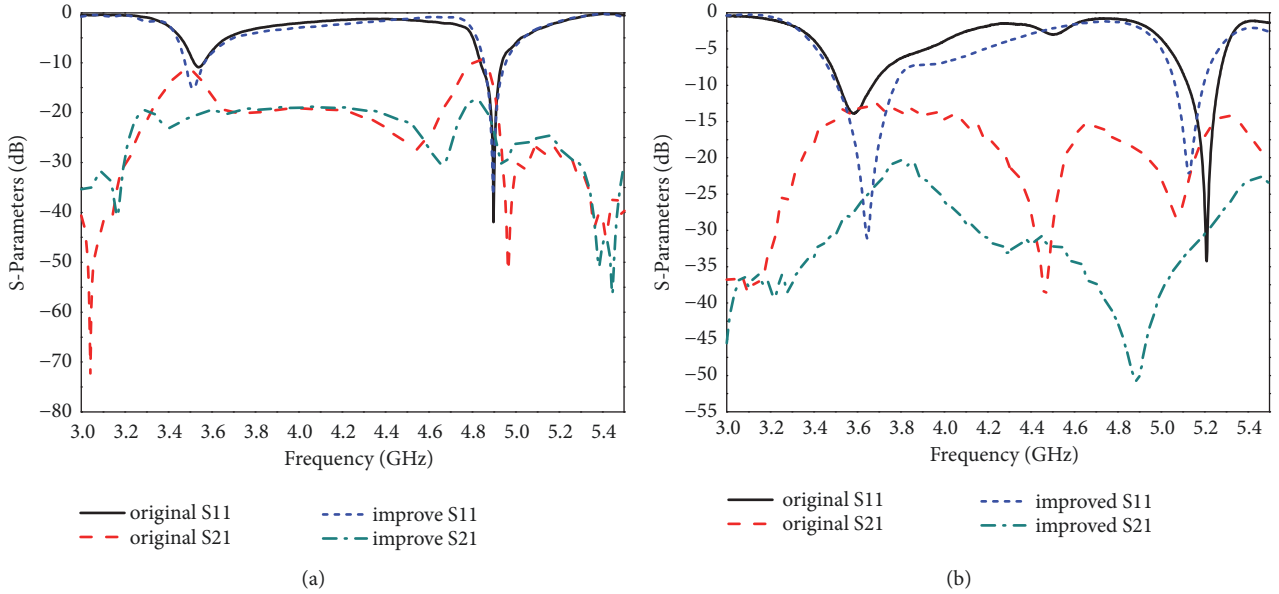 0
−10
−20
−30
−40
−50
−60
−70
−80
S-Parameters (dB)
3.0 3.2 3.4 3.6 3.8 4.0 4.2 4.4 4.6 4.8 5.0 5.2 5.4
Frequency (GHz)
original S11
original S21
improve S11
improve S21
(a)
0
−5
−10
−15
−20
−25
−30
−35
−40
−45
−50
−55
S-Parameters (dB)
3.0 3.2 3.4 3.6 3.8 4.0 4.2 4.4 4.6 4.8 5.0 5.2 5.4
Frequency (GHz)
original S11
original S21
improved S11
improved S21
(b)